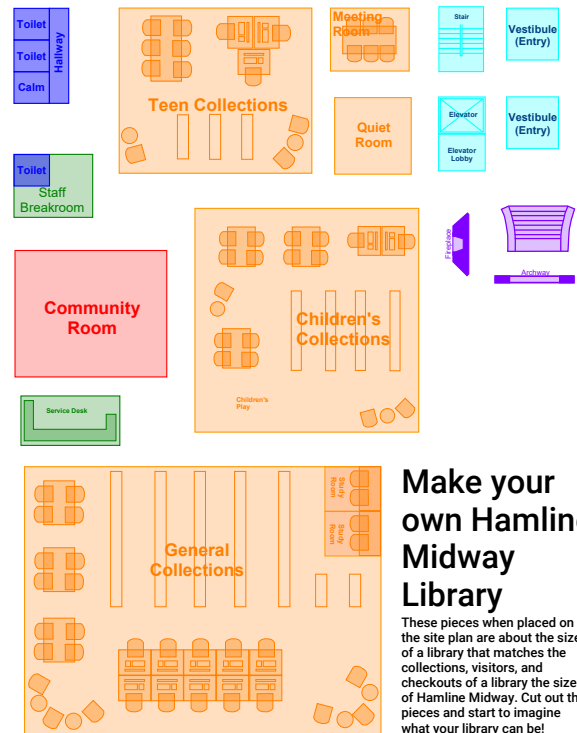 Toilet
Toilet
Calm
Hallway
Teen Collections
Meeting
Room
Stair
Vestibule
(Entry)
Quiet
Room
Elevator
Elevator
Lobby
Vestibule
(Entry)
Toilet
Staff
Breakroom
Fireplace
Archway
Community
Room
Children's
Collections
Children's
Play
Service Desk
General
Collections
Study
Room
Study
Room
Make your
own Hamline
Midway
Library
These pieces when placed on
the site plan are about the size
of a library that matches the
collections, visitors, and
checkouts of a library the size
of Hamline Midway. Cut out th
pieces and start to imagine
what your library can be!